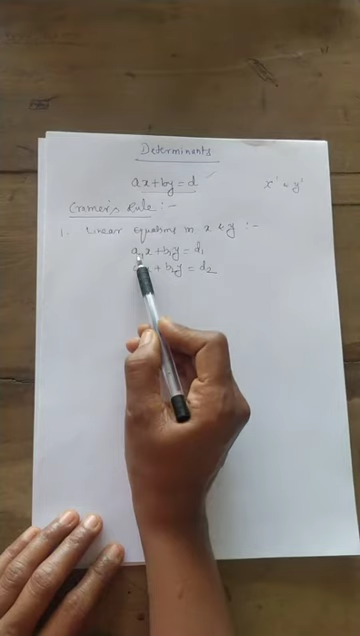 Determinants
ax+by=d x' & y'
Cramer's Rule :-
1. Linear Equations in x & y :-
a₁x + b₁y = d₁
x + b₂y = d₂